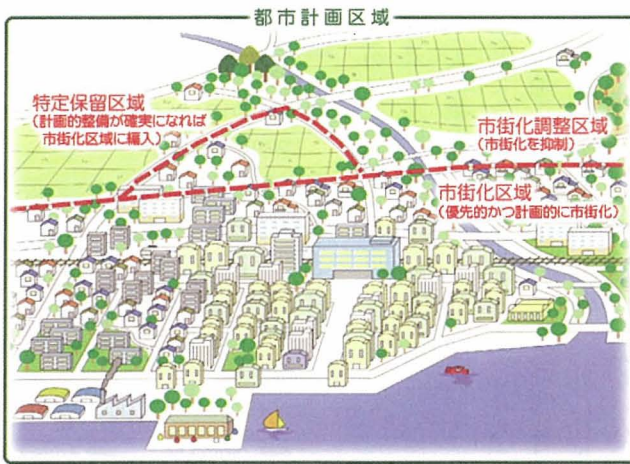 都市計画区域
特定保留区域
(計画的整備が確実になれば
市街化区域に編入)
市街化調整区域
(市街化を抑制)
市街化区域
(優先的かつ計画的に市街化)